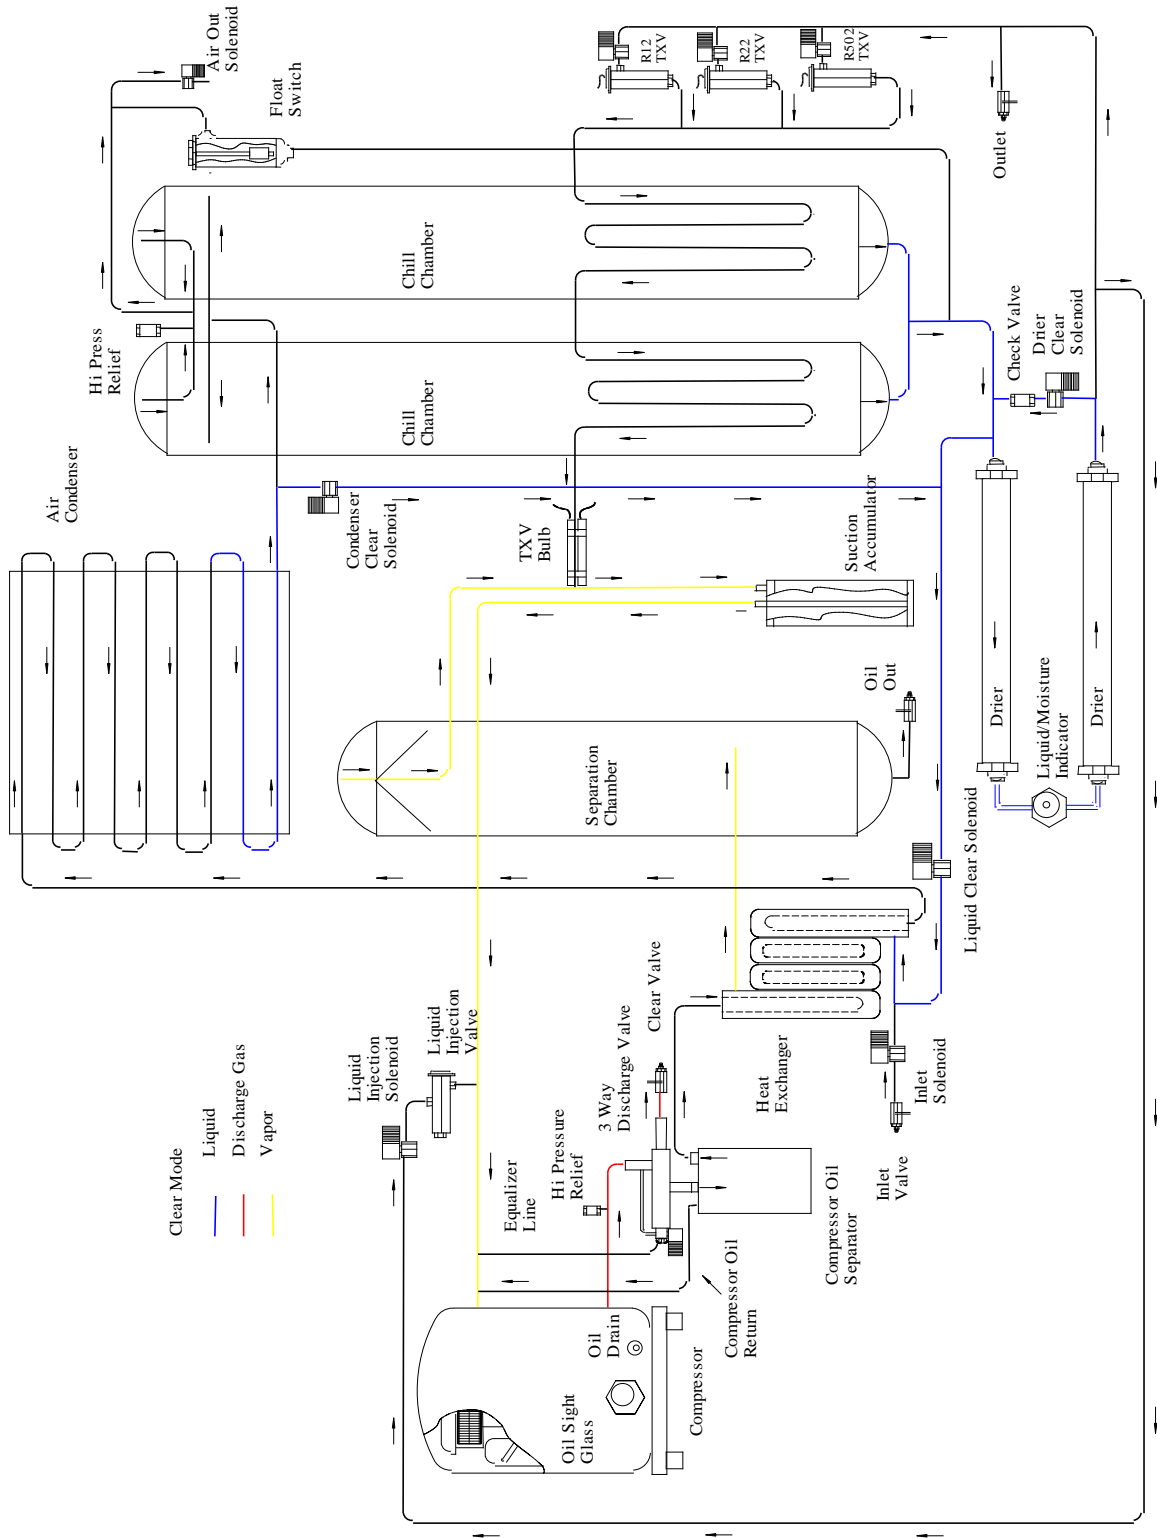 Air Out
Solenoid
Float
Switch
R12
TXV
R22
TXV
R502
TXV
Outlet
Hi Press
Relief
Chill
Chamber
Chill
Chamber
Check Valve
Drier
Clear
Solenoid
Air
Condenser
Condenser
Clear
Solenoid
TXV
Bulb
Suction
Accumulator
Separation
Chamber
Oil
Out
Drier
Liquid/Moisture
Indicator
Drier
Liquid Clear Solenoid
Liquid
Injection
Solenoid
Liquid
Injection
Valve
Clear Valve
3 Way
Discharge Valve
Heat
Exchanger
Inlet
Solenoid
Inlet
Valve
Clear Mode
Liquid
Discharge Gas
Vapor
Equalizer
Line
Hi Pressure
Relief
Compressor Oil
Separator
Compressor Oil
Return
Oil
Drain
Oil Sight
Glass
Compressor